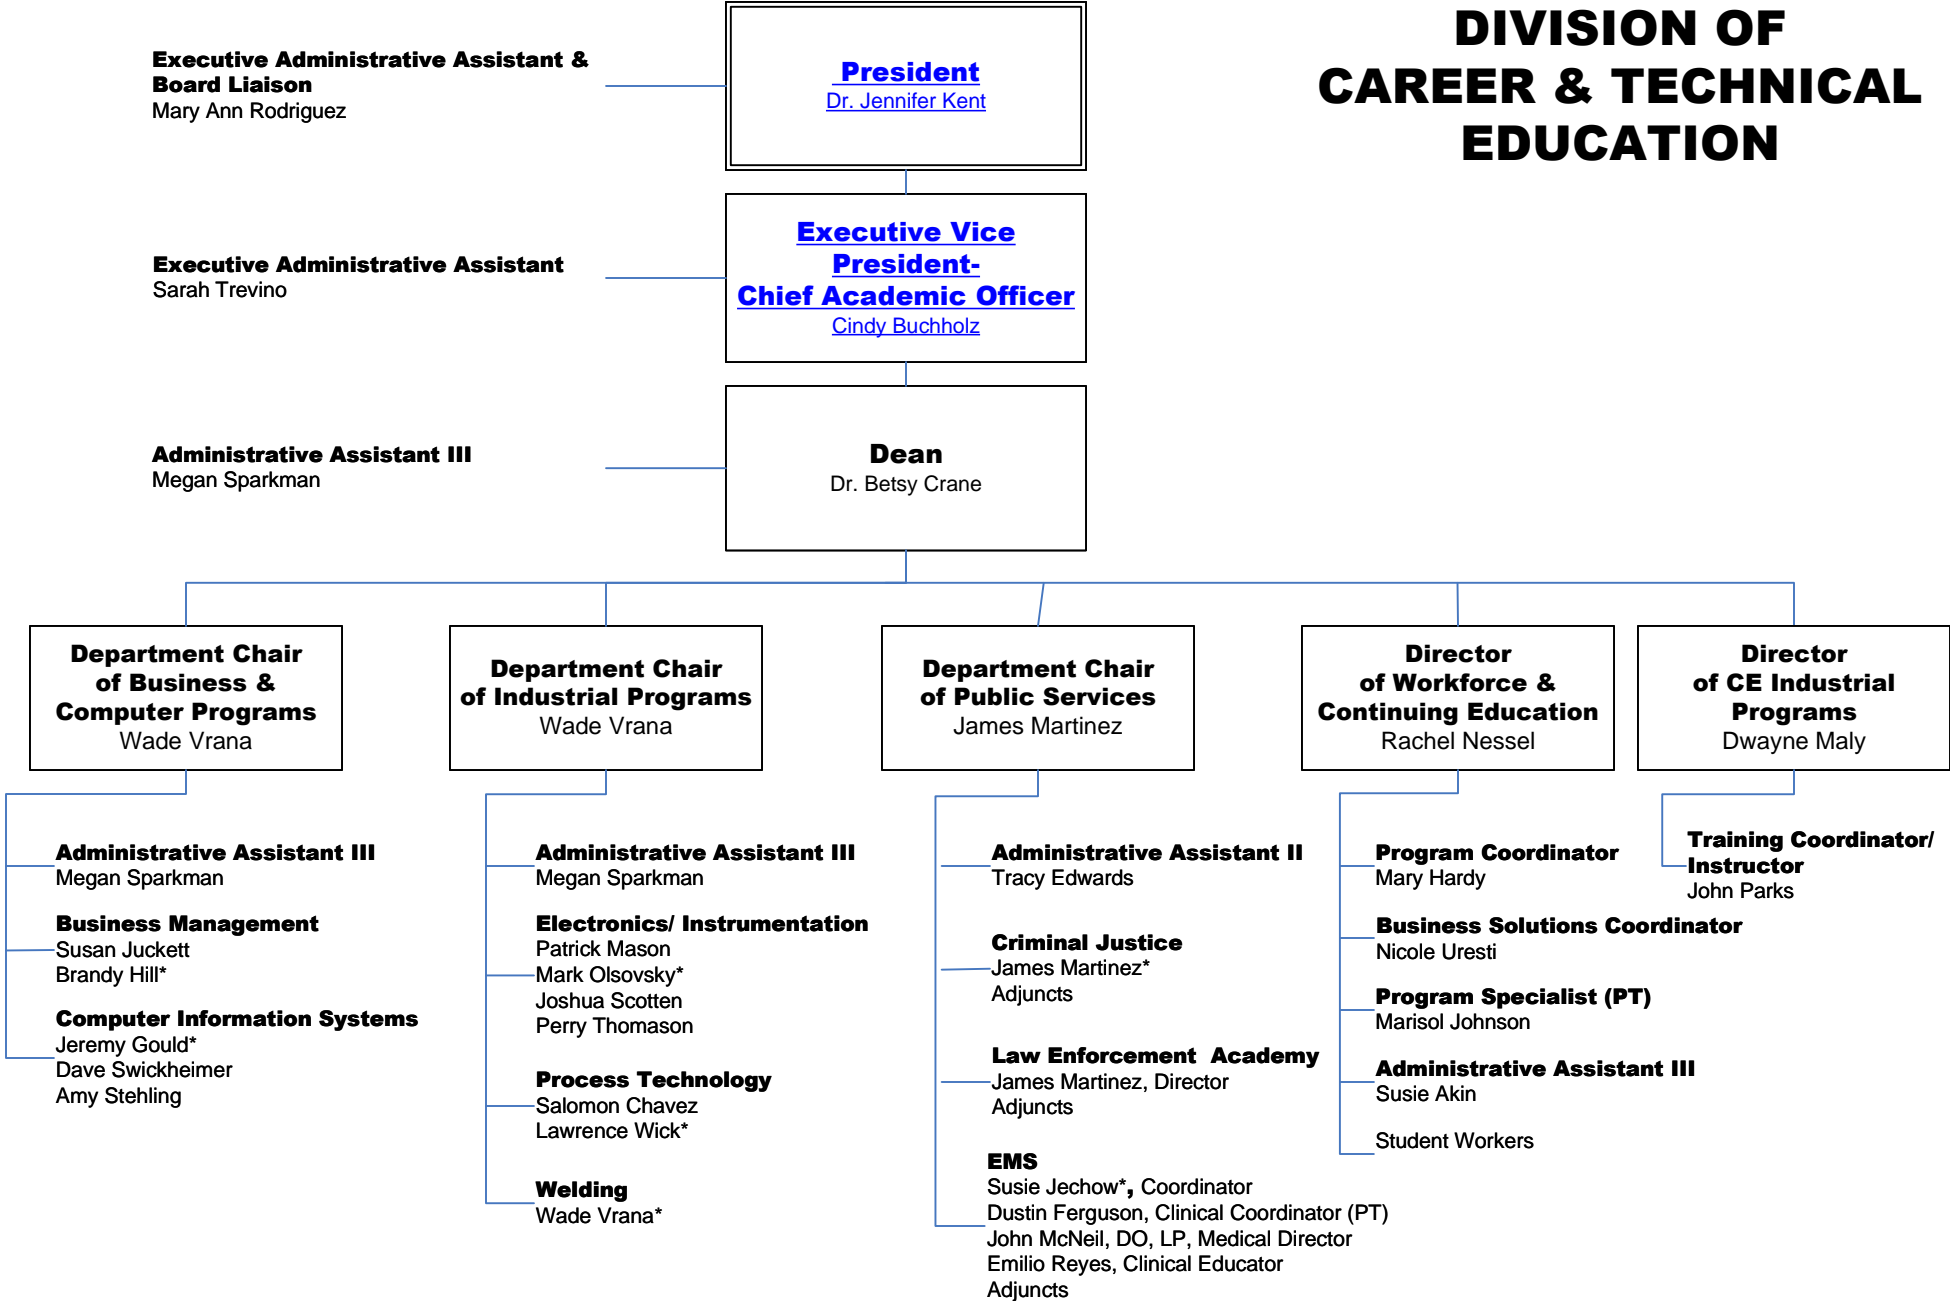 DIVISION OF
CAREER & TECHNICAL
EDUCATION
Executive Administrative Assistant &
Board Liaison
Mary Ann Rodriguez
President
Dr. Jennifer Kent
Executive Administrative Assistant
Sarah Trevino
Executive Vice
President-
Chief Academic Officer
Cindy Buchholz
Administrative Assistant III
Megan Sparkman
Dean
Dr. Betsy Crane
Department Chair
of Business &
Computer Programs
Wade Vrana
Administrative Assistant III
Megan Sparkman
Business Management
Susan Juckett
Brandy Hill*
Computer Information Systems
Jeremy Gould*
Dave Swickheimer
Amy Stehling
Department Chair
of Industrial Programs
Wade Vrana
Administrative Assistant III
Megan Sparkman
Electronics/ Instrumentation
Patrick Mason
Mark Olsovsky*
Joshua Scotten
Perry Thomason
Process Technology
Salomon Chavez
Lawrence Wick*
Welding
Wade Vrana*
Department Chair
of Public Services
James Martinez
Administrative Assistant II
Tracy Edwards
Criminal Justice
James Martinez*
Adjuncts
Law Enforcement Academy
James Martinez, Director
Adjuncts
EMS
Susie Jechow*, Coordinator
Dustin Ferguson, Clinical Coordinator (PT)
John McNeil, DO, LP, Medical Director
Emilio Reyes, Clinical Educator
Adjuncts
Director
of Workforce &
Continuing Education
Rachel Nessel
Program Coordinator
Mary Hardy
Business Solutions Coordinator
Nicole Uresti
Program Specialist (PT)
Marisol Johnson
Administrative Assistant III
Susie Akin
Student Workers
Director
of CE Industrial
Programs
Dwayne Maly
Training Coordinator/
Instructor
John Parks